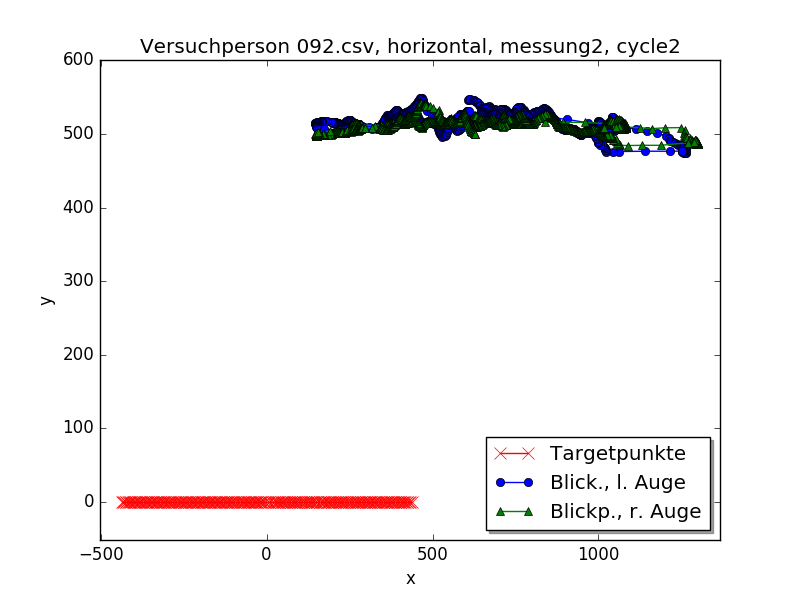 Versuchperson 092.csv, horizontal, messung2, cycle2
600
500
400
300
200
100
0
y
−500
0
500
1000
x
Targetpunkte
Blick., l. Auge
Blickp., r. Auge